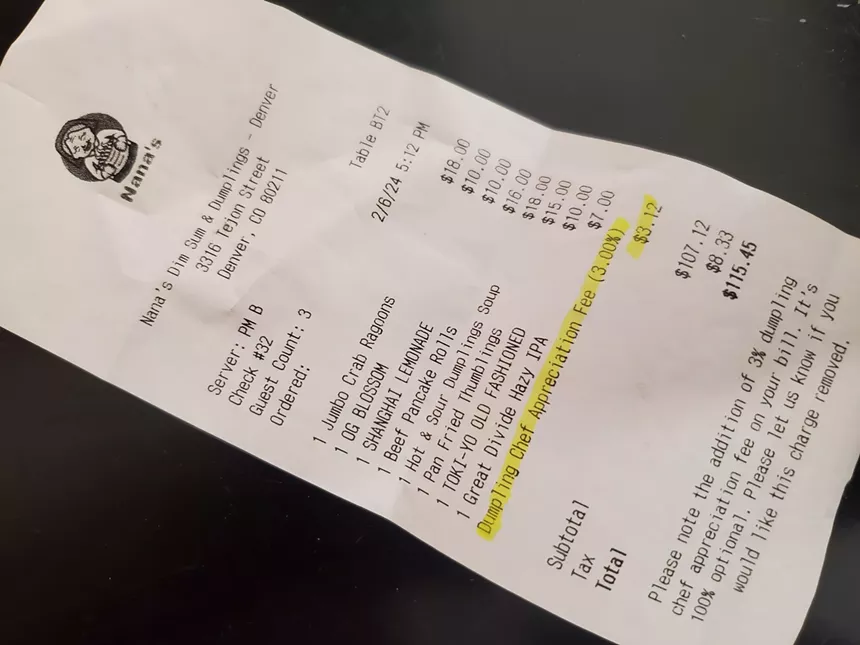 Nana's
Nana's Dim Sum & Dumplings - Denver
3316 Tejon Street
Denver, CO 80211
Server: PM B Table BT2
Check #32
Guest Count: 3 2/6/24 5:12 PM
Ordered:
1 Jumbo Crab Ragoons $18.00
1 OG BLOSSOM $10.00
1 SHANGHAI LEMONADE $10.00
1 Beef Pancake Rolls $16.00
1 Hot & Sour Dumplings Soup $18.00
1 Pan Fried Thumblings $15.00
1 TOKI-YO OLD FASHIONED $10.00
1 Great Divide Hazy IPA $7.00
Dumpling Chef Appreciation Fee (3.00%) $3.12
Subtotal $107.12
Tax $8.33
Total $115.45
Please note the addition of 3% dumpling
chef appreciation fee on your bill. It's
100% optional. Please let us know if you
would like this charge removed.